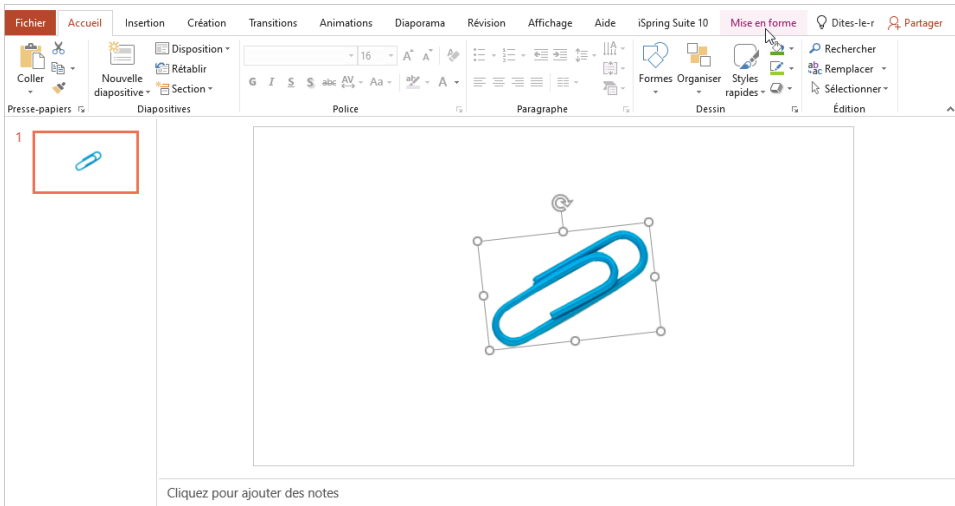 Fichier Accueil Insertion Création Transitions Animations Diaporama Révision Affichage Aide iSpring Suite 10 Mise en forme Dites-le-r Partager
Coller
Presse-papiers
Nouvelle diapositive
Disposition
Rétablir
Section
Diapositives
16 A A
G I S S abc AV Aa A
Police
Paragraphe
Formes Organiser Styles rapides
Dessin
Rechercher
Remplacer
Sélectionner
Édition
1
Cliquez pour ajouter des notes